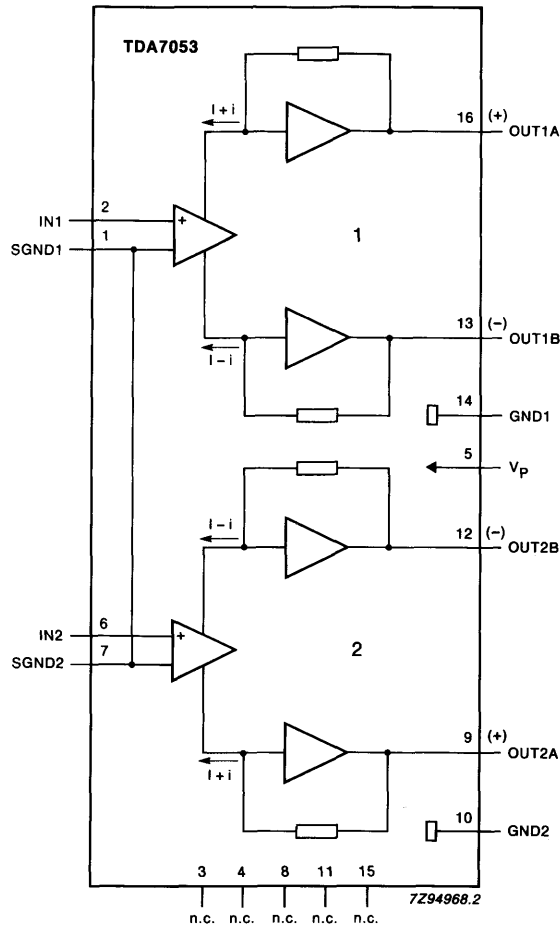 TDA7053
I + i
16 (+)
OUT1A
2
IN1
+
1
SGND1
1
13 (–)
OUT1B
I – i
14
GND1
5
VP
I – i
12 (–)
OUT2B
6
IN2
+
7
SGND2
2
9 (+)
OUT2A
I + i
10
GND2
3 4 8 11 15
7Z94968.2
n.c. n.c. n.c. n.c. n.c.